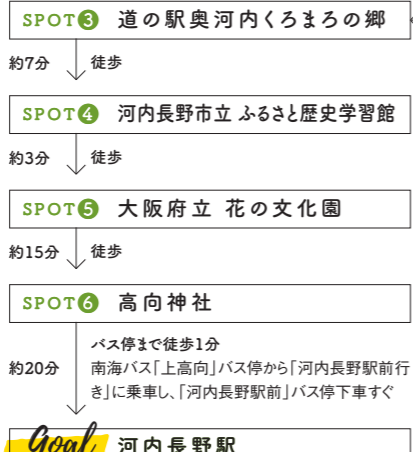 SPOT❸ 道の駅奥河内くろまろの郷
約7分 徒歩
SPOT❹ 河内長野市立 ふるさと歴史学習館
約3分 徒歩
SPOT❺ 大阪府立 花の文化園
約15分 徒歩
SPOT❻ 高向神社
バス停まで徒歩1分
約20分 南海バス「上高向」バス停から「河内長野駅前行
き」に乗車し、「河内長野駅前」バス停下車すぐ
Goal 河内長野駅